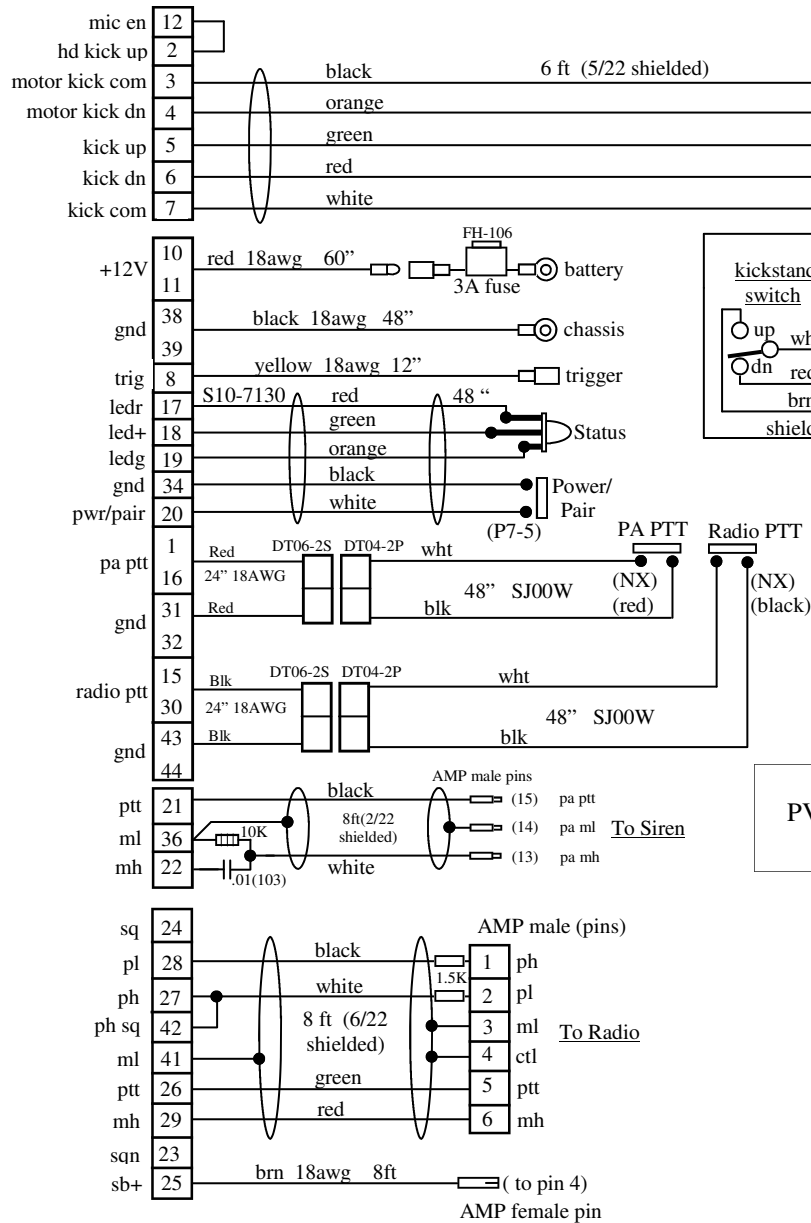 mic en 12
hd kick up 2
motor kick com 3 black 6 ft (5/22 shielded)
motor kick dn 4 orange
kick up 5 green
kick dn 6 red
kick com 7 white
+12V 10 11 red 18awg 60” FH-106 3A fuse battery
gnd 38 39 black 18awg 48” chassis
trig 8 yellow 18awg 12” trigger
ledr 17 S10-7130 red 48 “
led+ 18 green Status
ledg 19 orange
gnd 34 black Power/
pwr/pair 20 white Pair
(P7-5)
kickstand
switch
up wh
dn red
brn
shield
pa ptt 1 16 Red 24” 18AWG DT06-2S DT04-2P wht PA PTT Radio PTT
(NX) (NX)
(red) (black)
48” SJ00W
gnd 31 32 Red blk
radio ptt 15 30 Blk 24” 18AWG DT06-2S DT04-2P wht
48” SJ00W
gnd 43 44 Blk blk
PV
AMP male pins
ptt 21 black (15) pa ptt
ml 36 10K 8ft(2/22 shielded) (14) pa ml To Siren
mh 22 .01(103) white (13) pa mh
sq 24 AMP male (pins)
pl 28 black 1 ph
1.5K
ph 27 white 2 pl
ph sq 42 8 ft (6/22 shielded) 3 ml To Radio
ml 41 4 ctl
ptt 26 green 5 ptt
mh 29 red 6 mh
sqn 23
sb+ 25 brn 18awg 8ft ( to pin 4)
AMP female pin